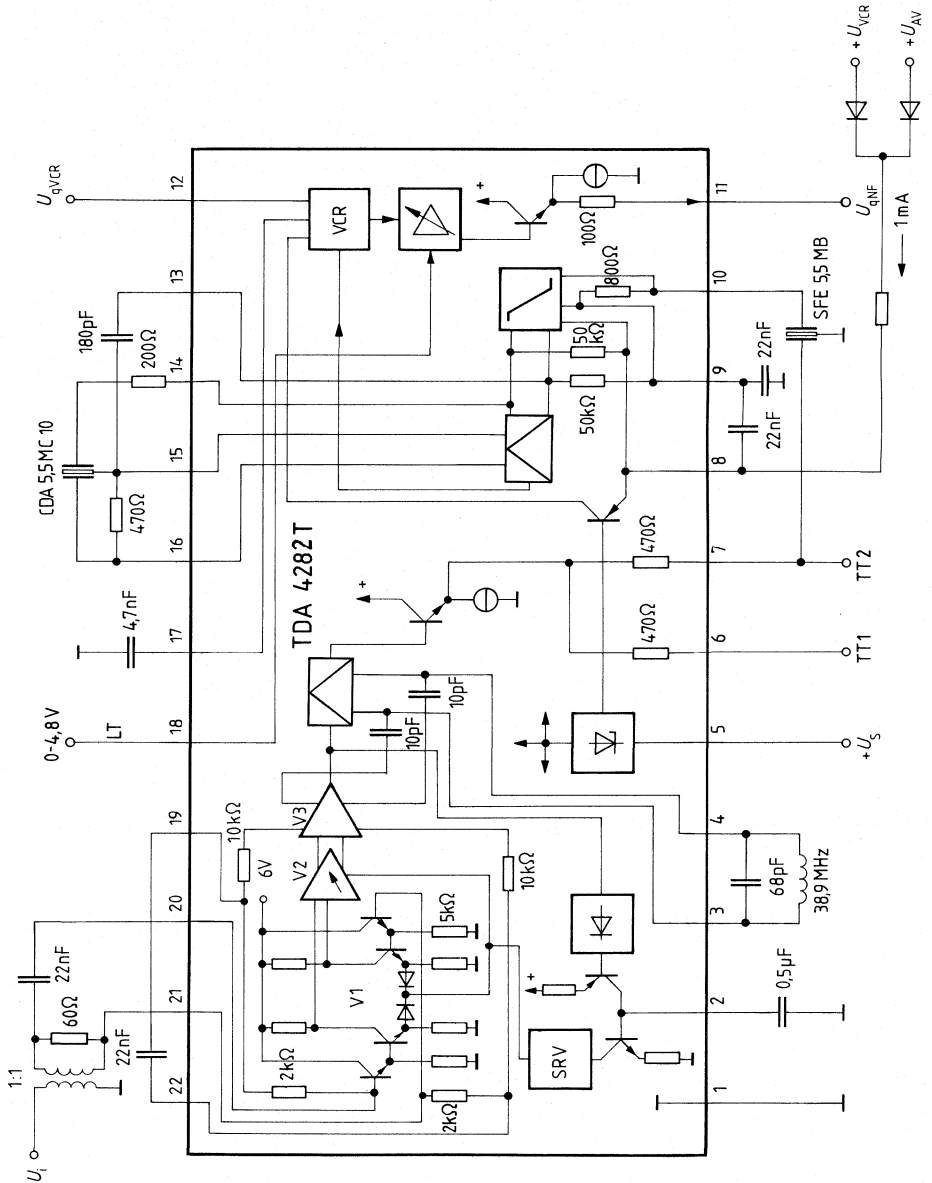 TDA 4282T
U_i
1:1
60Ω
22nF
22nF
22
21
20
19
18
17
16
15
14
13
12
0-4,8V
LT
4,7nF
470Ω
CDA 5,5 MC 10
200Ω
180pF
U_qVCR
2kΩ
2kΩ
6V
10kΩ
10kΩ
V1
V2
V3
5kΩ
10pF
10pF
+
VCR
+
100Ω
800Ω
50kΩ
50kΩ
470Ω
470Ω
SRV
+
1
2
3
4
5
6
7
8
9
10
11
0,5µF
68pF
38,9MHz
+U_S
TT1
TT2
22nF
22nF
SFE 5,5 MB
U_qNF
1mA
+U_VCR
+U_AV